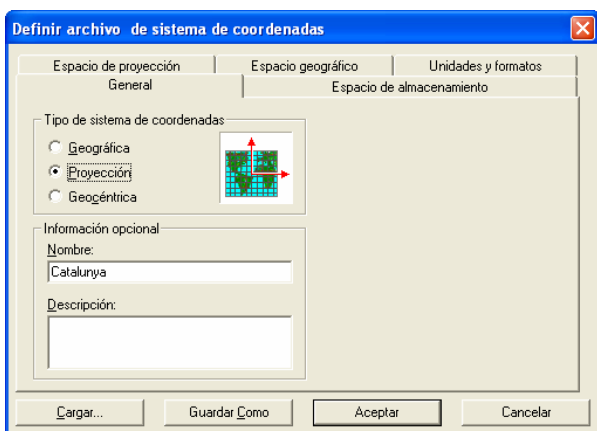 Definir archivo  de sistema de coordenadas
Espacio de proyección
Espacio geográfico
Unidades y formatos
General
Espacio de almacenamiento
Tipo de sistema de coordenadas
Geográfica
Proyección
Geocéntrica
Información opcional
Nombre:
Catalunya
Descripción:
Cargar...
Guardar Como
Aceptar
Cancelar